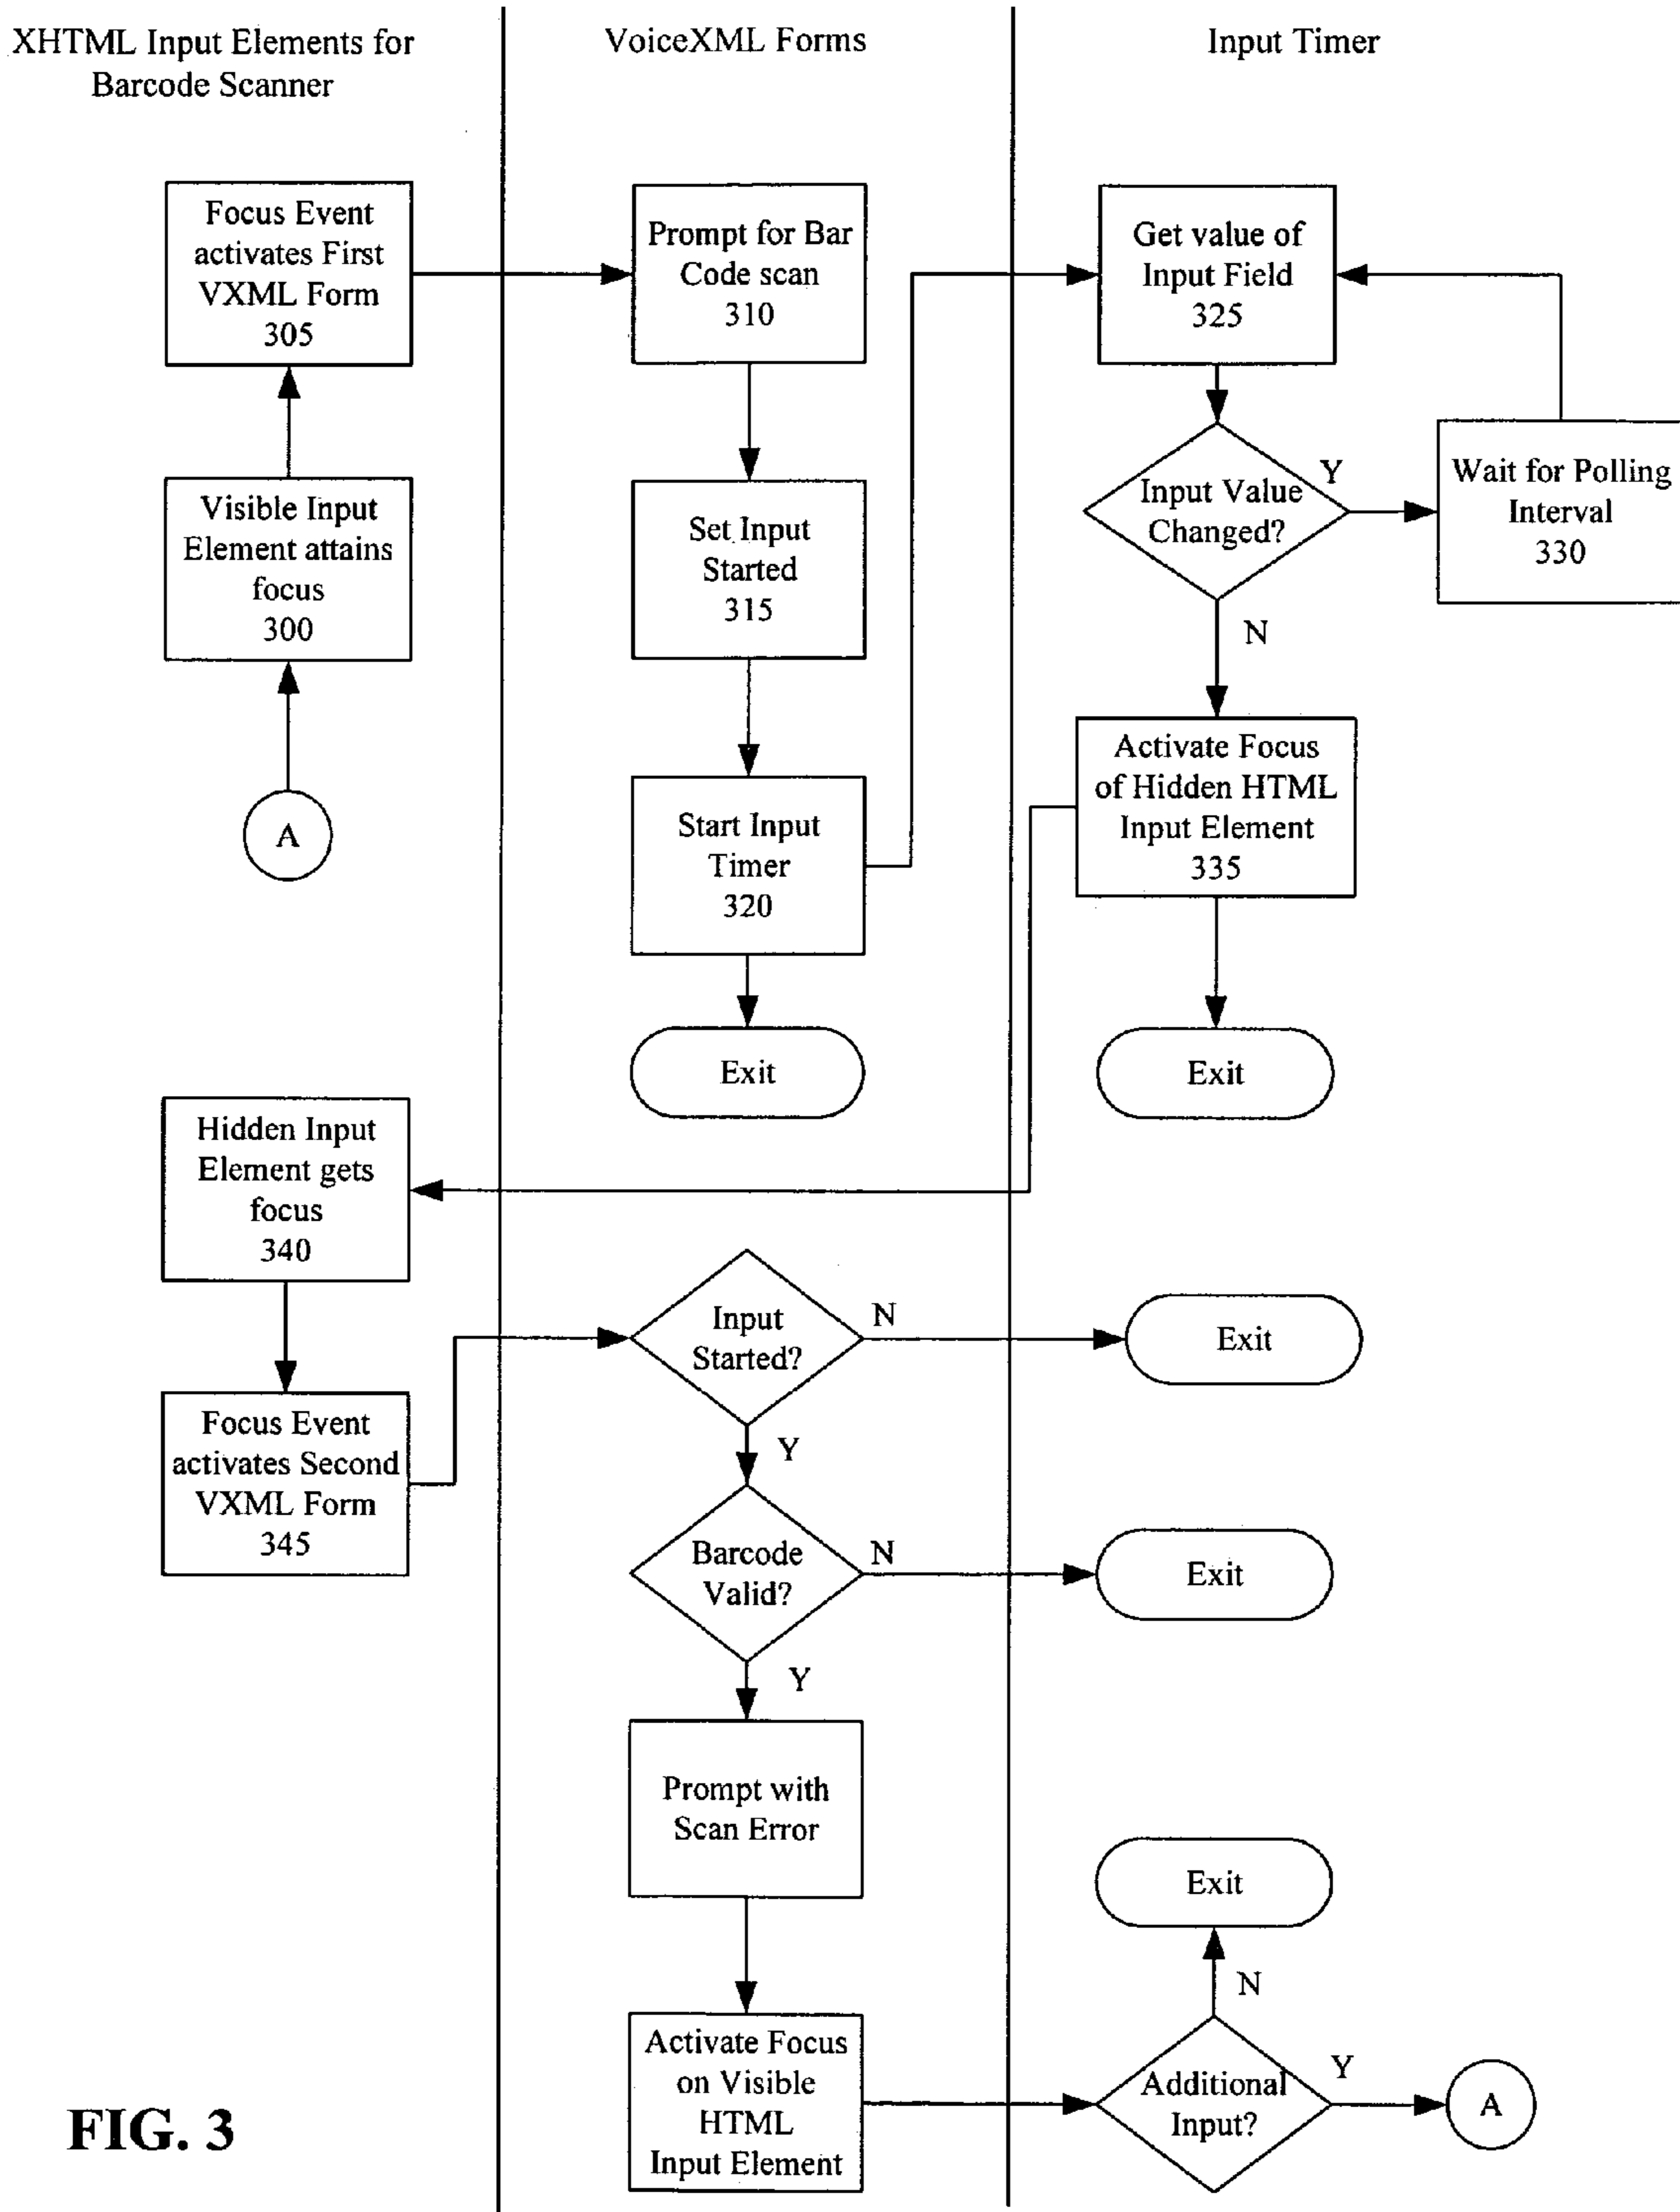 XHTML Input Elements for
Barcode Scanner
VoiceXML Forms
Input Timer
Focus Event
activates First
VXML Form
305
Visible Input
Element attains
focus
300
A
Prompt for Bar
Code scan
310
Set Input
Started
315
Start Input
Timer
320
Exit
Get value of
Input Field
325
Input Value
Changed?
Y
N
Wait for Polling
Interval
330
Activate Focus
of Hidden HTML
Input Element
335
Exit
Hidden Input
Element gets
focus
340
Focus Event
activates Second
VXML Form
345
Input
Started?
N
Exit
Y
Barcode
Valid?
N
Exit
Y
Prompt with
Scan Error
Activate Focus
on Visible
HTML
Input Element
Exit
N
Additional
Input?
Y
A
FIG. 3